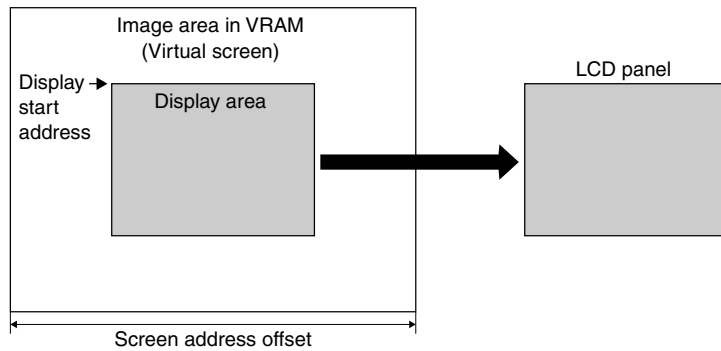 Image area in VRAM
(Virtual screen)
Display
start
address
Display area
LCD panel
Screen address offset